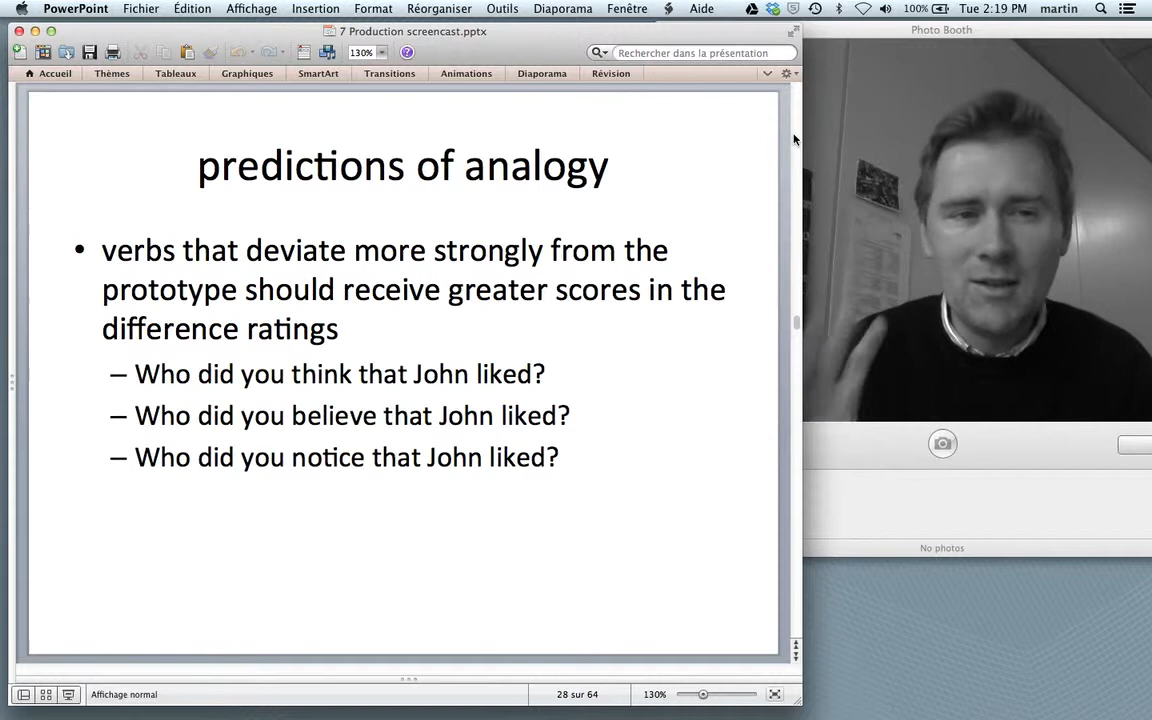 PowerPoint Fichier Édition Affichage Insertion Format Réorganiser Outils Diaporama Fenêtre Aide 100% Tue 2:19 PM martin
7 Production screencast.pptx
Photo Booth
130% Rechercher dans la présentation
Accueil Thèmes Tableaux Graphiques SmartArt Transitions Animations Diaporama Révision
predictions of analogy
• verbs that deviate more strongly from the
prototype should receive greater scores in the
difference ratings
– Who did you think that John liked?
– Who did you believe that John liked?
– Who did you notice that John liked?
No photos
Affichage normal 28 sur 64 130%